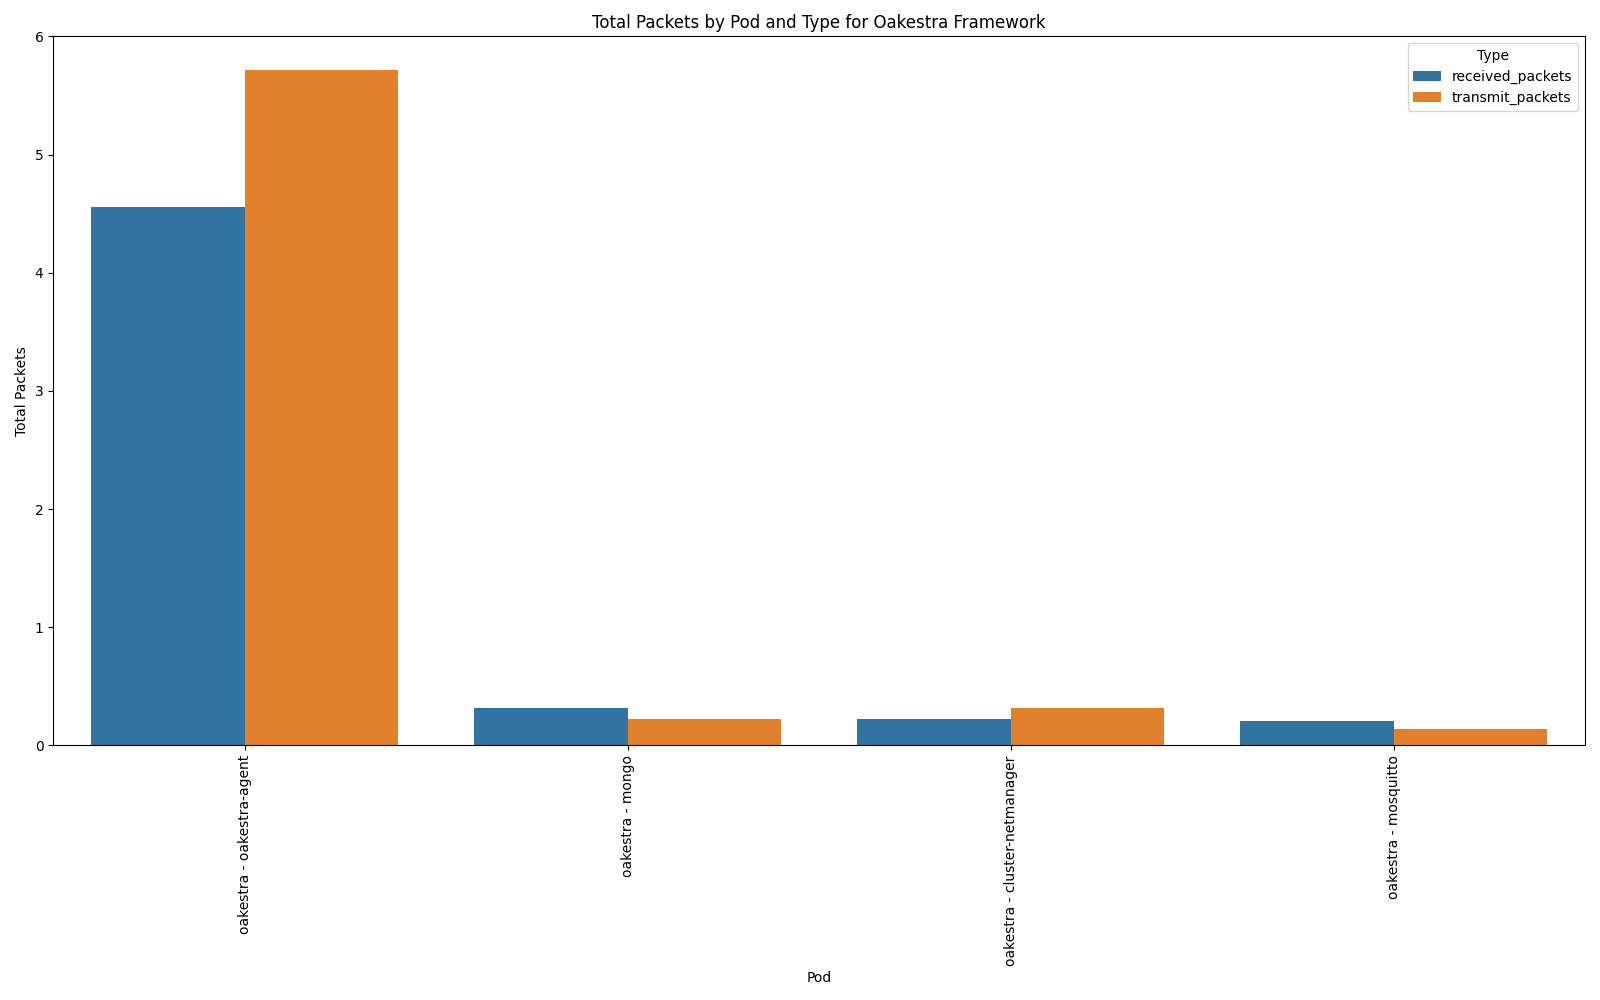 Total Packets by Pod and Type for Oakestra Framework
Type
received_packets
transmit_packets
Total Packets
6
5
4
3
2
1
0
oakestra - oakestra-agent
oakestra - mongo
oakestra - cluster-netmanager
oakestra - mosquitto
Pod